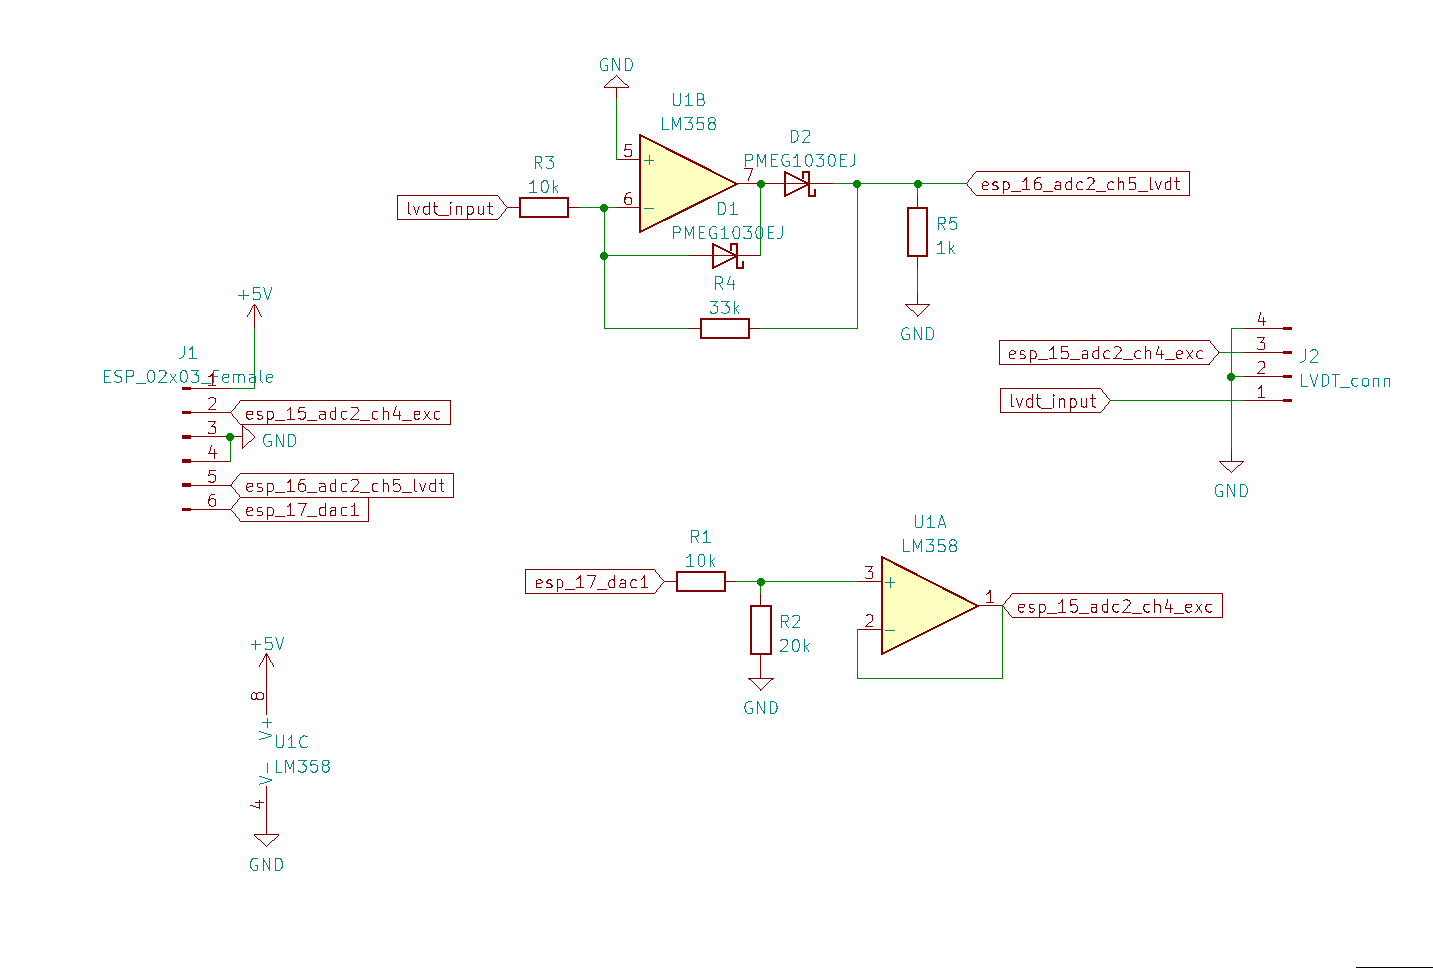 GND
U1B
LM358
D2
PMEG1030EJ
R3
10k
5
+
7
6
−
lvdt_input
esp_16_adc2_ch5_lvdt
D1
PMEG1030EJ
R5
1k
R4
33k
GND
+5V
J1
ESP_02x03_Female
1
2
esp_15_adc2_ch4_exc
3
GND
4
5
esp_16_adc2_ch5_lvdt
6
esp_17_dac1
4
esp_15_adc2_ch4_exc
3
J2
2
LVDT_conn
lvdt_input
1
GND
U1A
LM358
R1
10k
esp_17_dac1
3
+
1
esp_15_adc2_ch4_exc
2
−
R2
20k
GND
+5V
8
V+
U1C
LM358
V−
4
GND